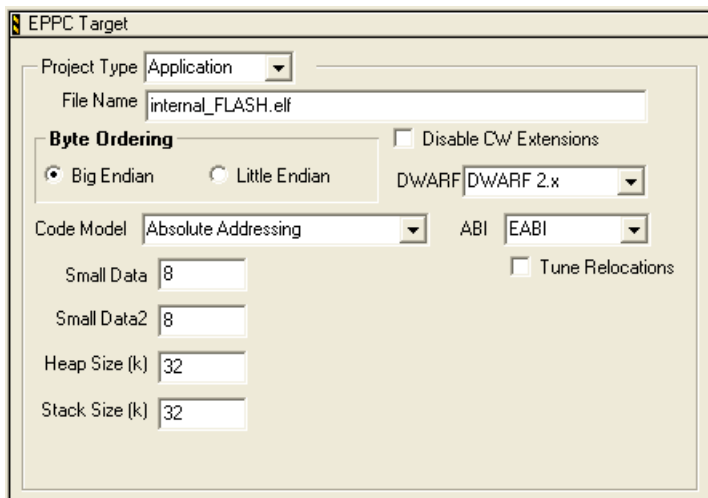 EPPC Target
Project Type Application
File Name internal_FLASH.elf
Byte Ordering Disable CW Extensions
Big Endian Little Endian DWARF DWARF 2.x
Code Model Absolute Addressing ABI EABI
Small Data 8 Tune Relocations
Small Data2 8
Heap Size (k) 32
Stack Size (k) 32